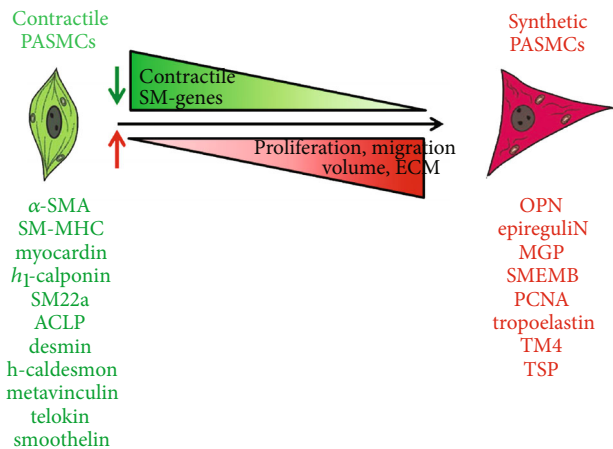 Contractile
PASMCs
Contractile
SM-genes
Proliferation, migration
volume, ECM
Synthetic
PASMCs
α-SMA
SM-MHC
myocardin
h1-calponin
SM22a
ACLP
desmin
h-caldesmon
metavinculin
telokin
smoothelin
OPN
epireguliN
MGP
SMEMB
PCNA
tropoelastin
TM4
TSP